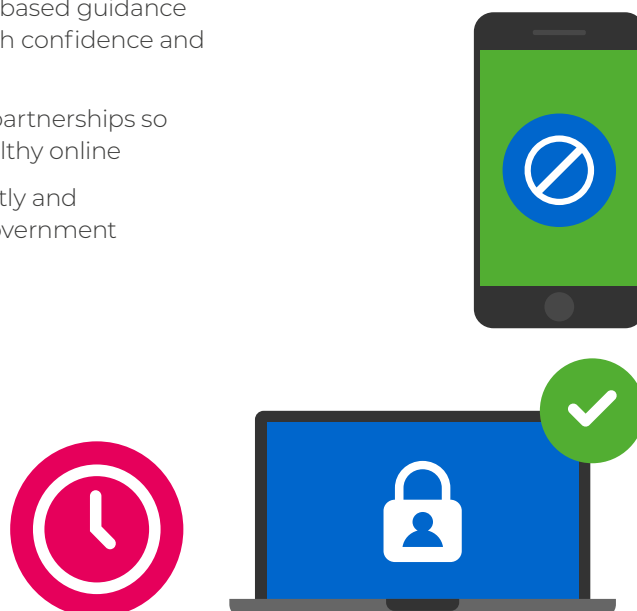 based guidance
h confidence and
partnerships so
lthy online
tly and
overnment